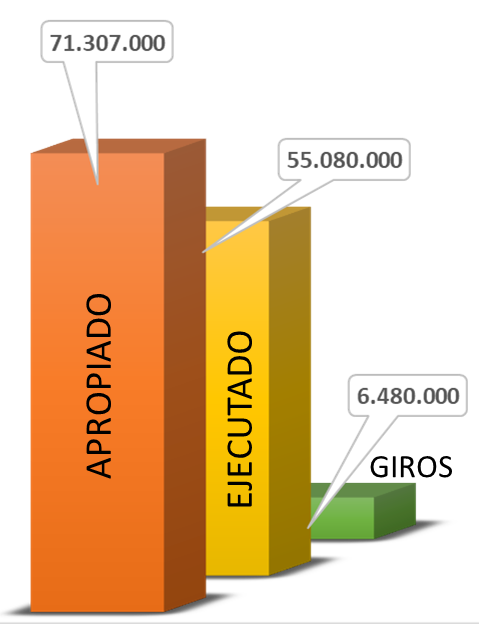 71.307.000
55.080.000
6.480.000
APROPIADO
EJECUTADO
GIROS